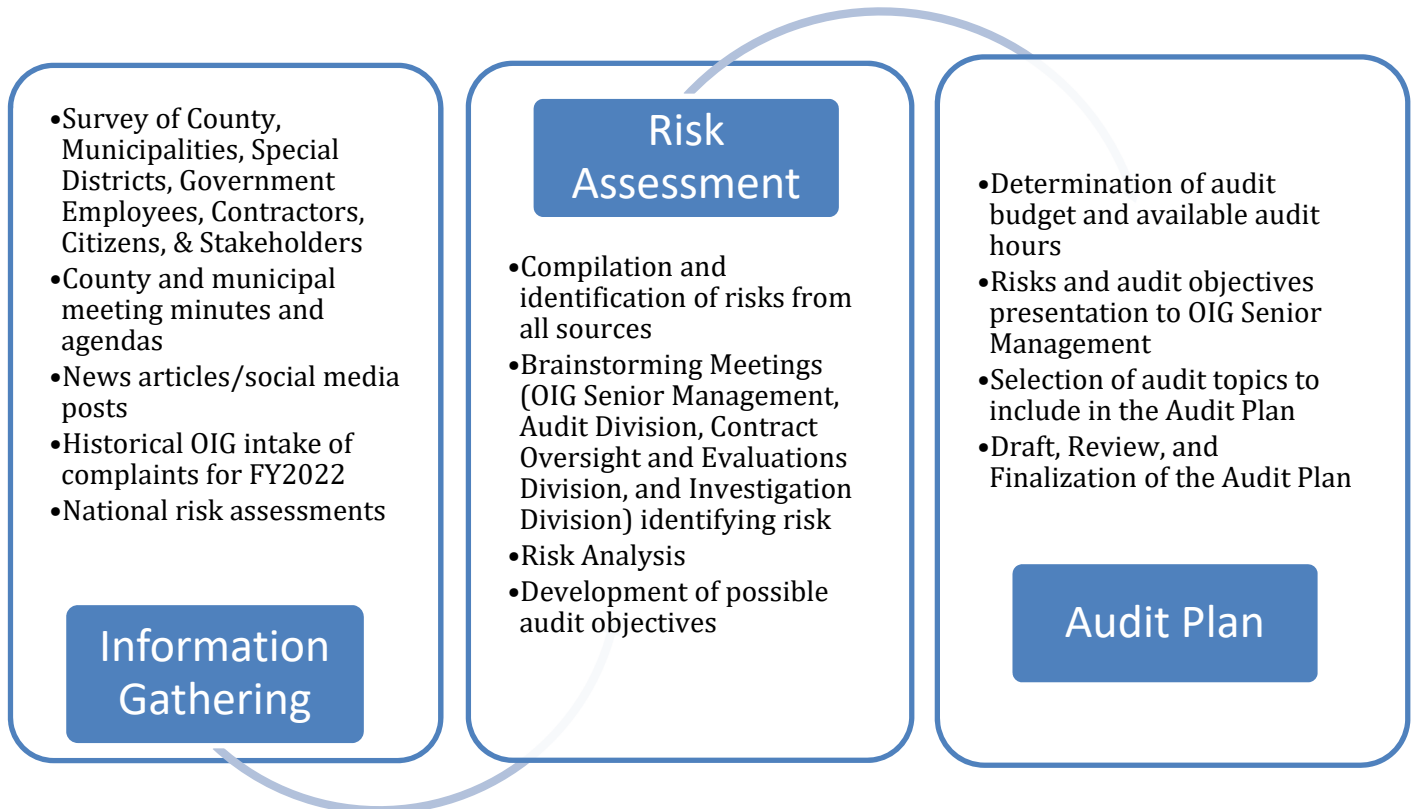 •Survey of County,
Municipalities, Special
Districts, Government
Employees, Contractors,
Citizens, & Stakeholders
•County and municipal
meeting minutes and
agendas
•News articles/social media
posts
•Historical OIG intake of
complaints for FY2022
•National risk assessments
Information
Gathering
Risk
Assessment
•Compilation and
identification of risks from
all sources
•Brainstorming Meetings
(OIG Senior Management,
Audit Division, Contract
Oversight and Evaluations
Division, and Investigation
Division) identifying risk
•Risk Analysis
•Development of possible
audit objectives
•Determination of audit
budget and available audit
hours
•Risks and audit objectives
presentation to OIG Senior
Management
•Selection of audit topics to
include in the Audit Plan
•Draft, Review, and
Finalization of the Audit Plan
Audit Plan